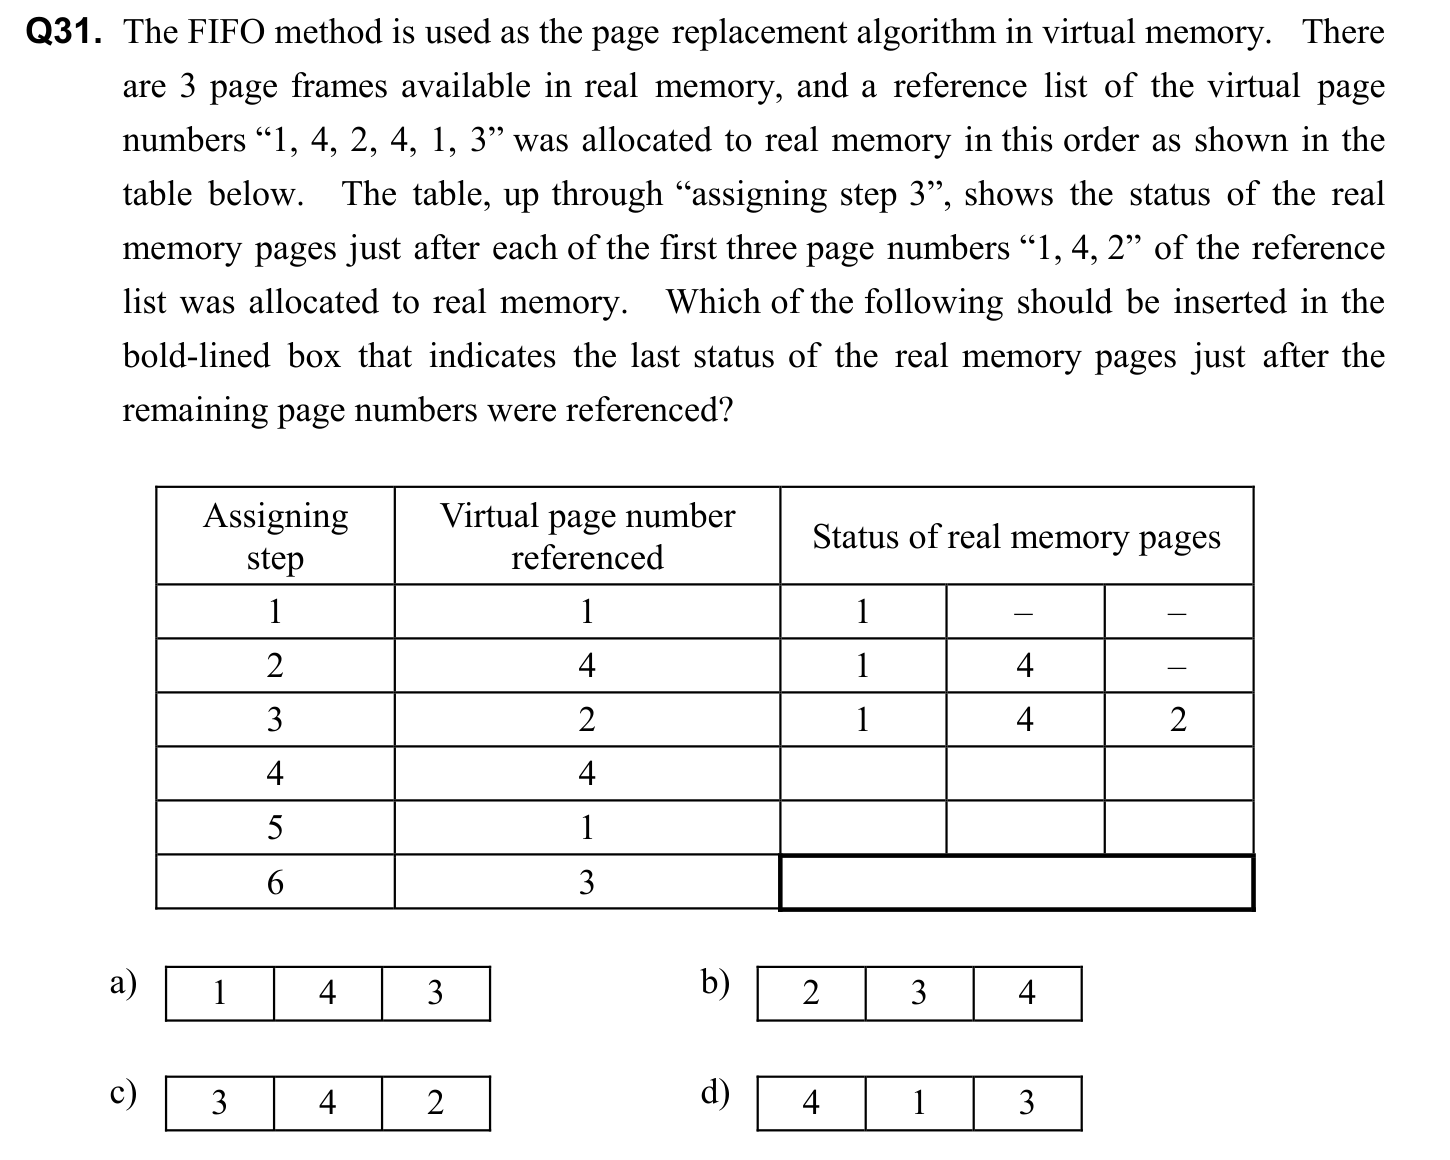 Q31. The FIFO method is used as the page replacement algorithm in virtual memory. There
are 3 page frames available in real memory, and a reference list of the virtual page
numbers “1, 4, 2, 4, 1, 3” was allocated to real memory in this order as shown in the
table below. The table, up through “assigning step 3”, shows the status of the real
memory pages just after each of the first three page numbers “1, 4, 2” of the reference
list was allocated to real memory. Which of the following should be inserted in the
bold-lined box that indicates the last status of the real memory pages just after the
remaining page numbers were referenced?
Assigning step Virtual page number referenced Status of real memory pages
1 1 1 – –
2 4 1 4 –
3 2 1 4 2
4 4
5 1
6 3
a) 1 4 3 b) 2 3 4
c) 3 4 2 d) 4 1 3